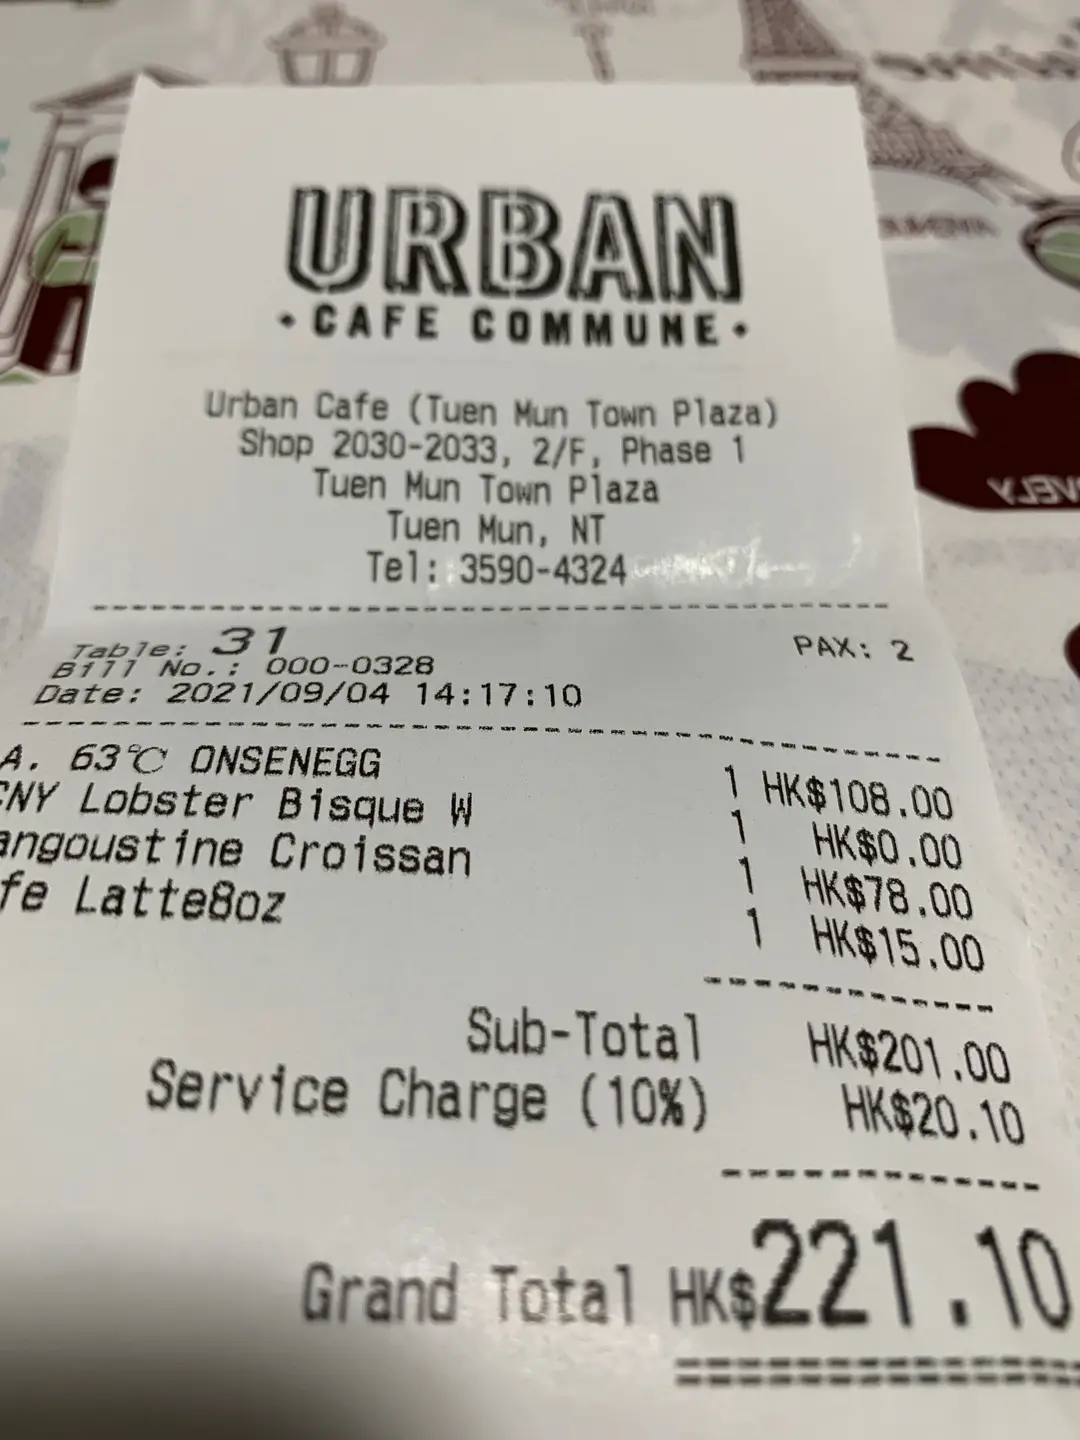 URBAN
• CAFE COMMUNE •
Urban Cafe (Tuen Mun Town Plaza)
Shop 2030-2033, 2/F, Phase 1
Tuen Mun Town Plaza
Tuen Mun, NT
Tel: 3590-4324
Table: 31 PAX: 2
Bill No.: 000-0328
Date: 2021/09/04 14:17:10
A. 63℃ ONSENEGG 1 HK$108.00
CNY Lobster Bisque W 1 HK$0.00
angoustine Croissan 1 HK$78.00
fe Latte8oz 1 HK$15.00
Sub-Total HK$201.00
Service Charge (10%) HK$20.10
Grand Total HK$221.10